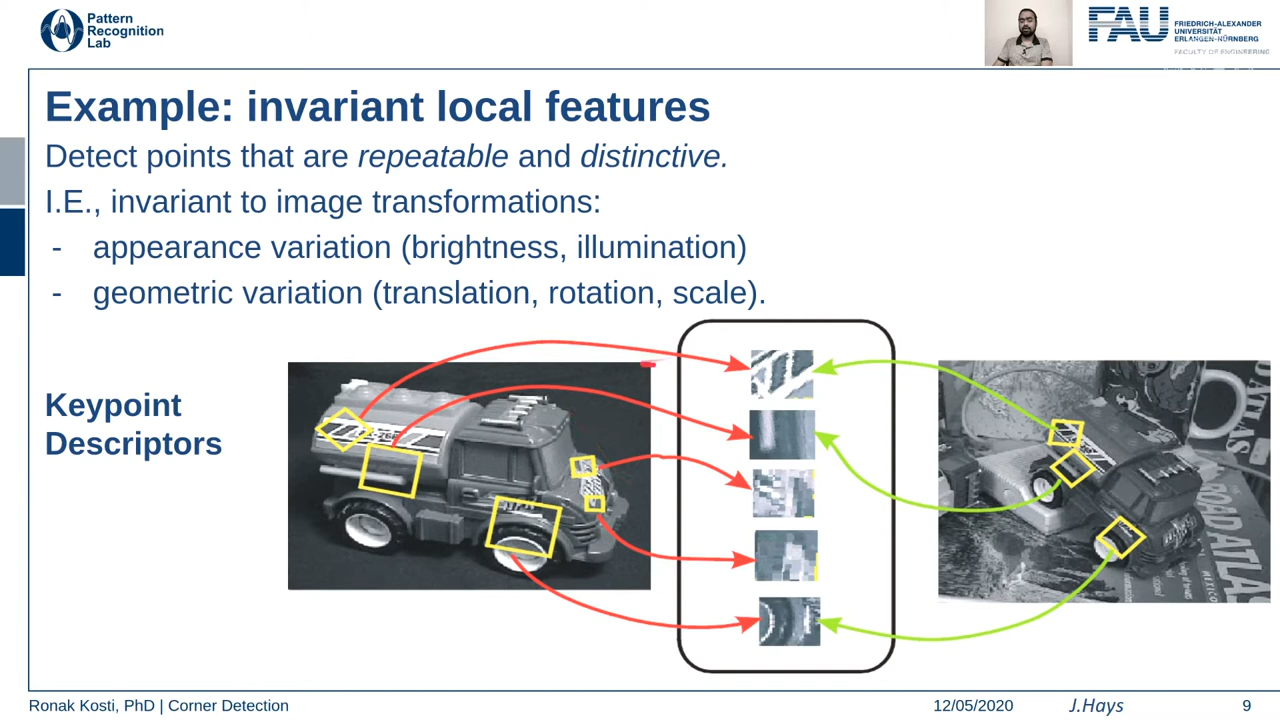 Pattern
Recognition
Lab
FAU
FRIEDRICH-ALEXANDER
UNIVERSITÄT
ERLANGEN-NÜRNBERG
FACULTY OF ENGINEERING
Example: invariant local features
Detect points that are repeatable and distinctive.
I.E., invariant to image transformations:
- appearance variation (brightness, illumination)
- geometric variation (translation, rotation, scale).
Keypoint
Descriptors
ROAD ATLAS
Ronak Kosti, PhD | Corner Detection
12/05/2020
J.Hays
9